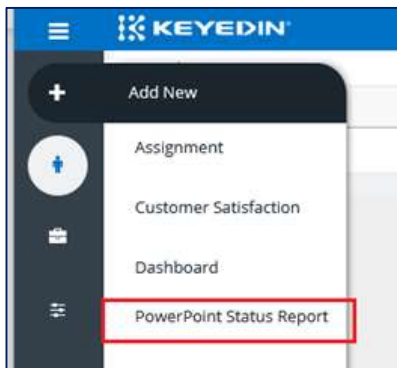 KEYEDIN
Add New
Assignment
Customer Satisfaction
Dashboard
PowerPoint Status Report